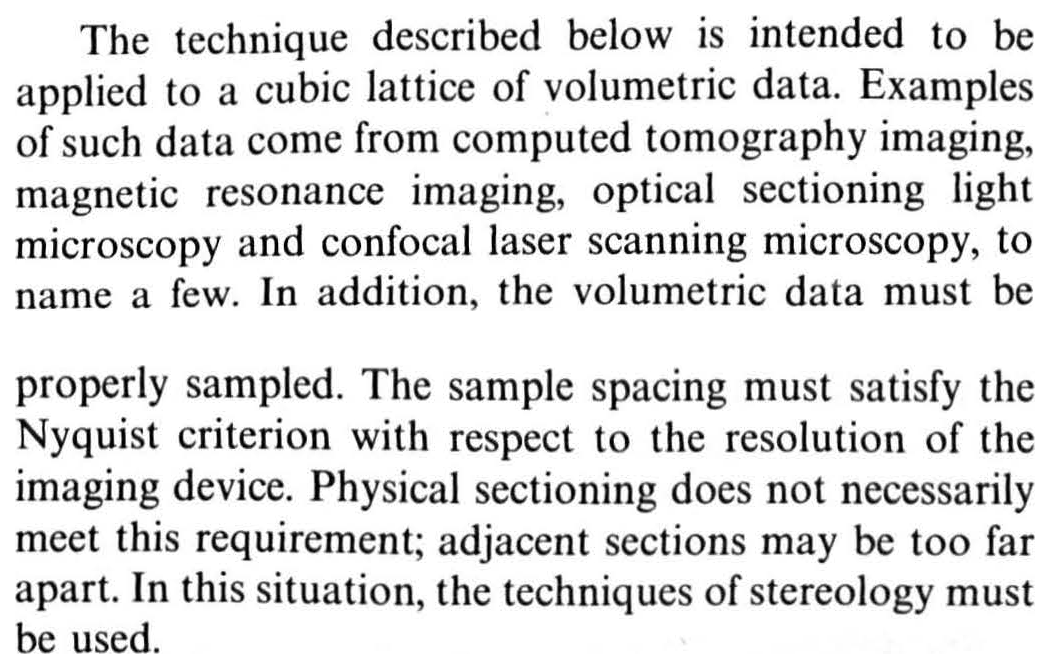 The technique described below is intended to be
applied to a cubic lattice of volumetric data. Examples
of such data come from computed tomography imaging,
magnetic resonance imaging, optical sectioning light
microscopy and confocal laser scanning microscopy, to
name a few. In addition, the volumetric data must be
properly sampled. The sample spacing must satisfy the
Nyquist criterion with respect to the resolution of the
imaging device. Physical sectioning does not necessarily
meet this requirement; adjacent sections may be too far
apart. In this situation, the techniques of stereology must
be used.